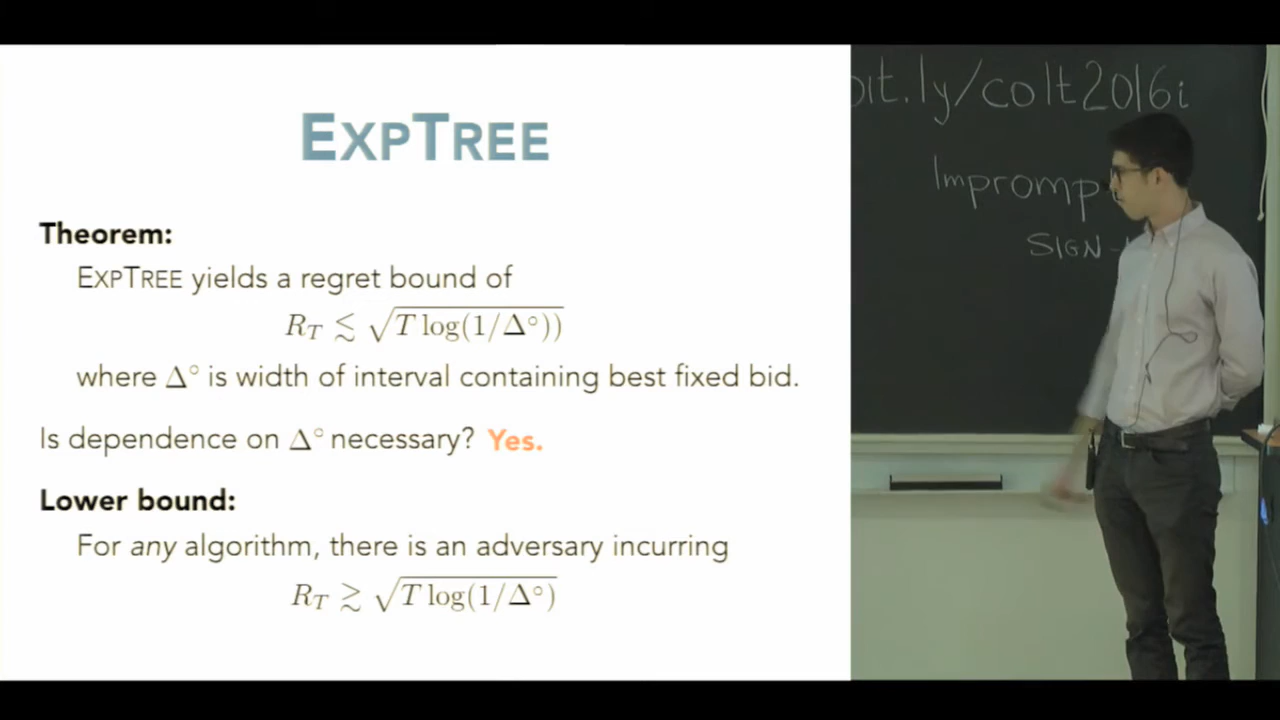 EXPTREE
Theorem:
EXPTREE yields a regret bound of
R_T ≲ √T log(1/Δ°))
where Δ° is width of interval containing best fixed bid.
Is dependence on Δ° necessary? Yes.
Lower bound:
For any algorithm, there is an adversary incurring
R_T ≳ √T log(1/Δ°)
bit.ly/colt2016i
Impromp
SIGN-